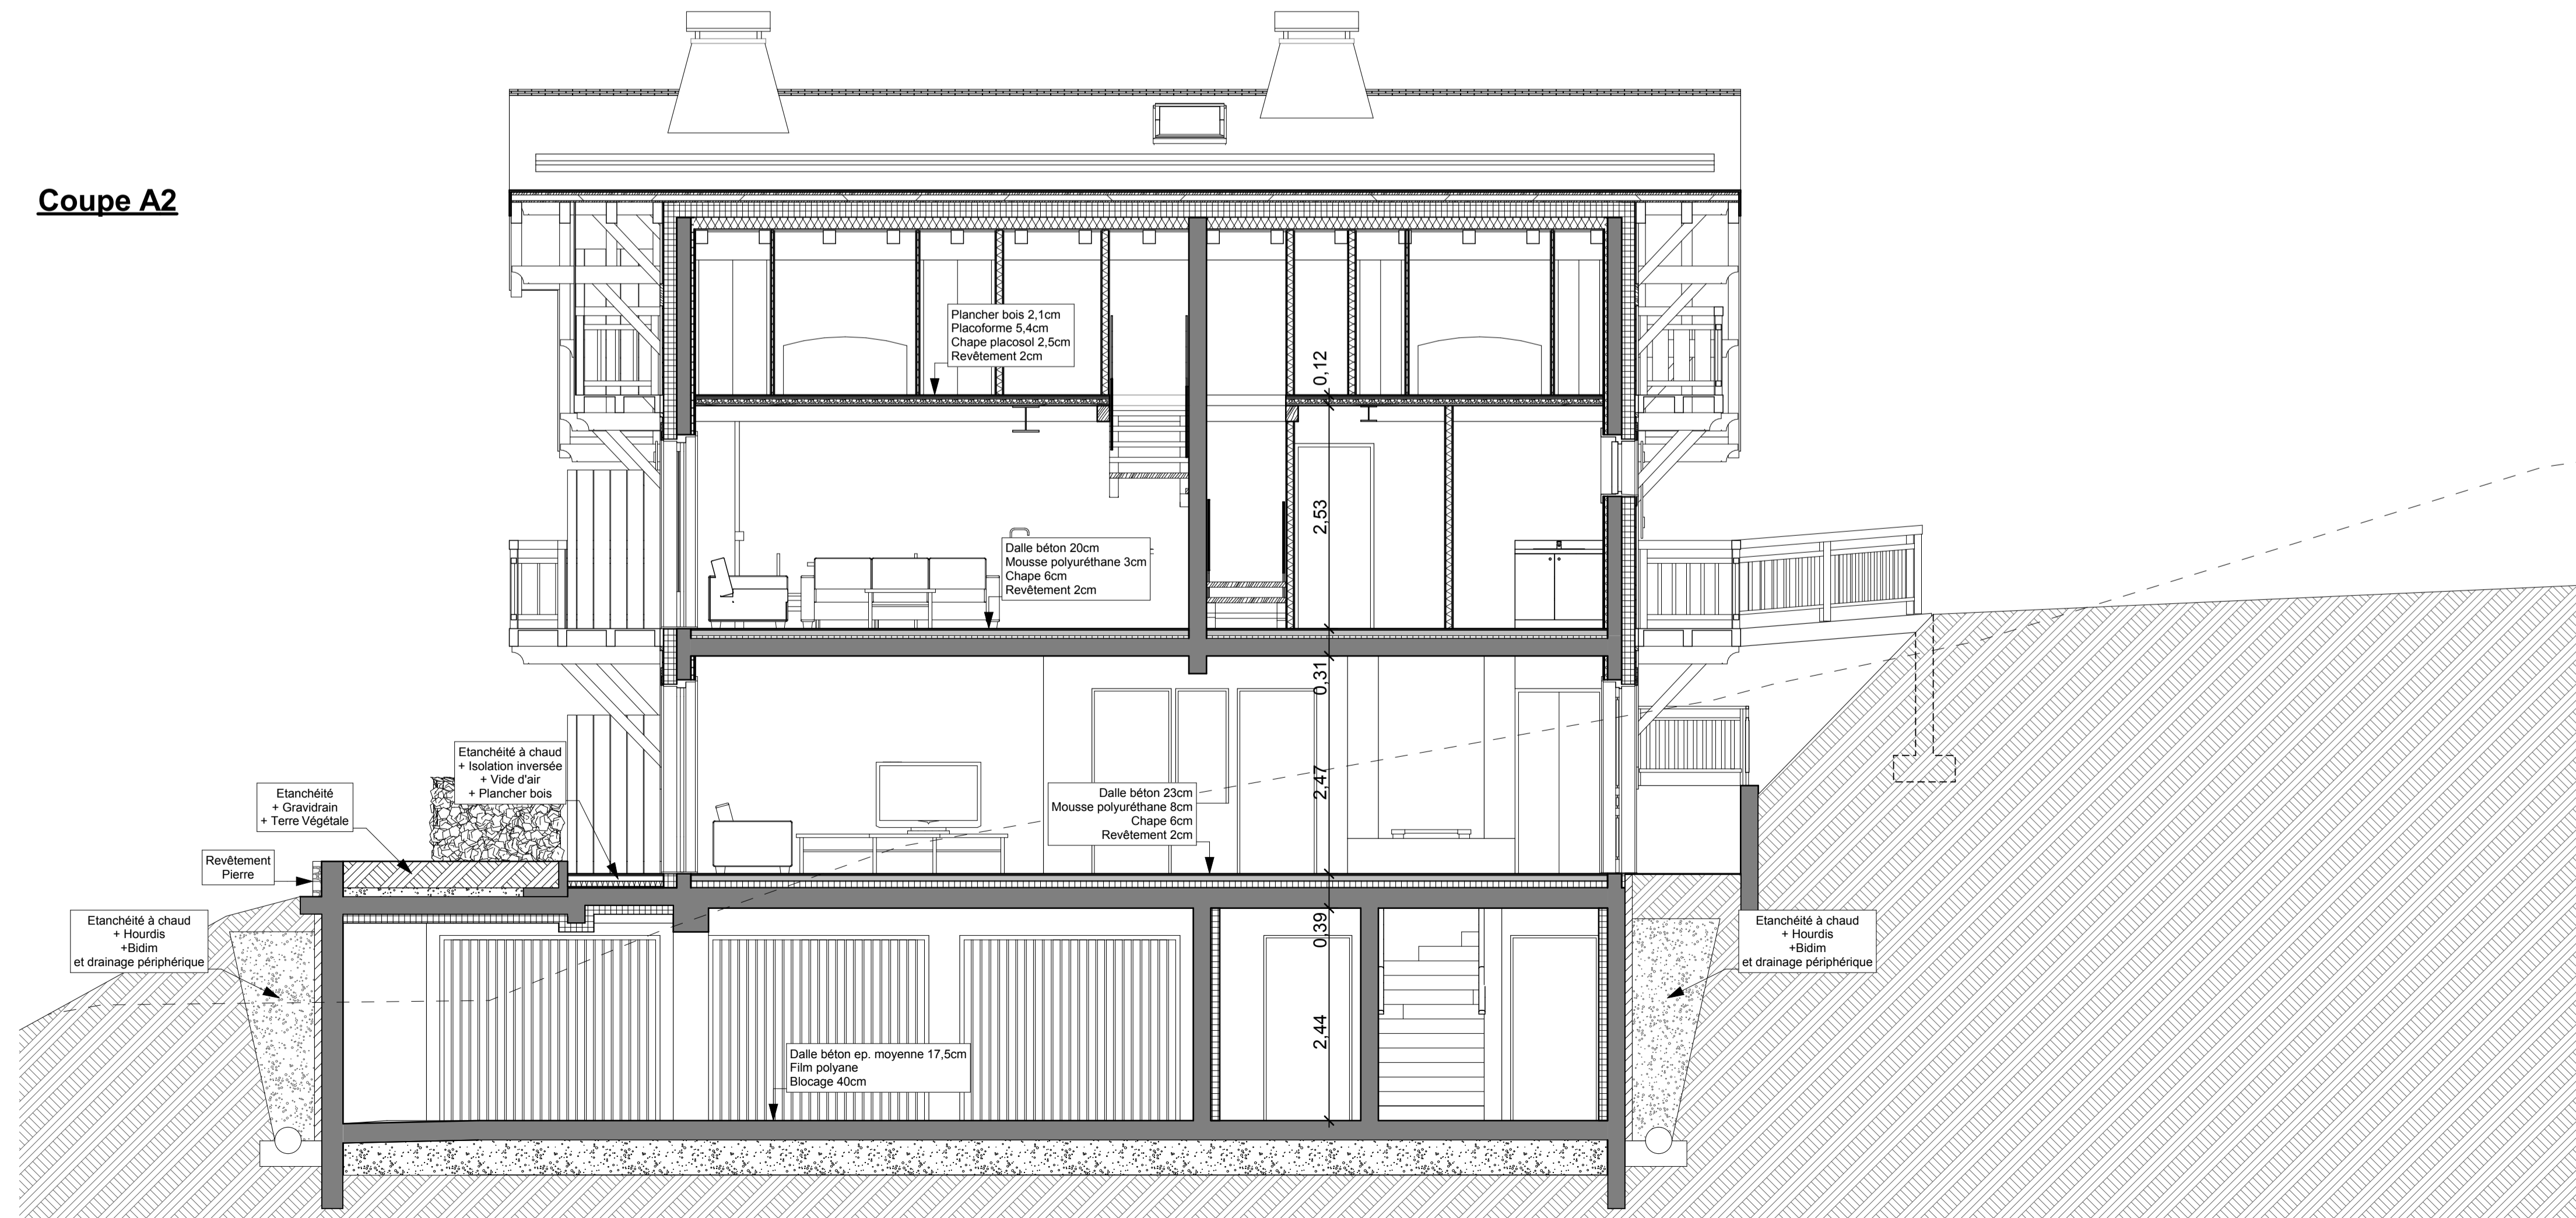 Coupe A2
Plancher bois 2,1cm
Placoforme 5,4cm
Chape placosol 2,5cm
Revêtement 2cm
0,12
2,53
Dalle béton 20cm
Mousse polyuréthane 3cm
Chape 6cm
Revêtement 2cm
0,31
2,47
Etanchéité à chaud
+ Isolation inversée
+ Vide d'air
+ Plancher bois
Etanchéité
+ Gravidrain
+ Terre Végétale
Dalle béton 23cm
Mousse polyuréthane 8cm
Chape 6cm
Revêtement 2cm
Revêtement
Pierre
Etanchéité à chaud
+ Hourdis
+Bidim
et drainage périphérique
0,39
Etanchéité à chaud
+ Hourdis
+Bidim
et drainage périphérique
2,44
Dalle béton ep. moyenne 17,5cm
Film polyane
Blocage 40cm